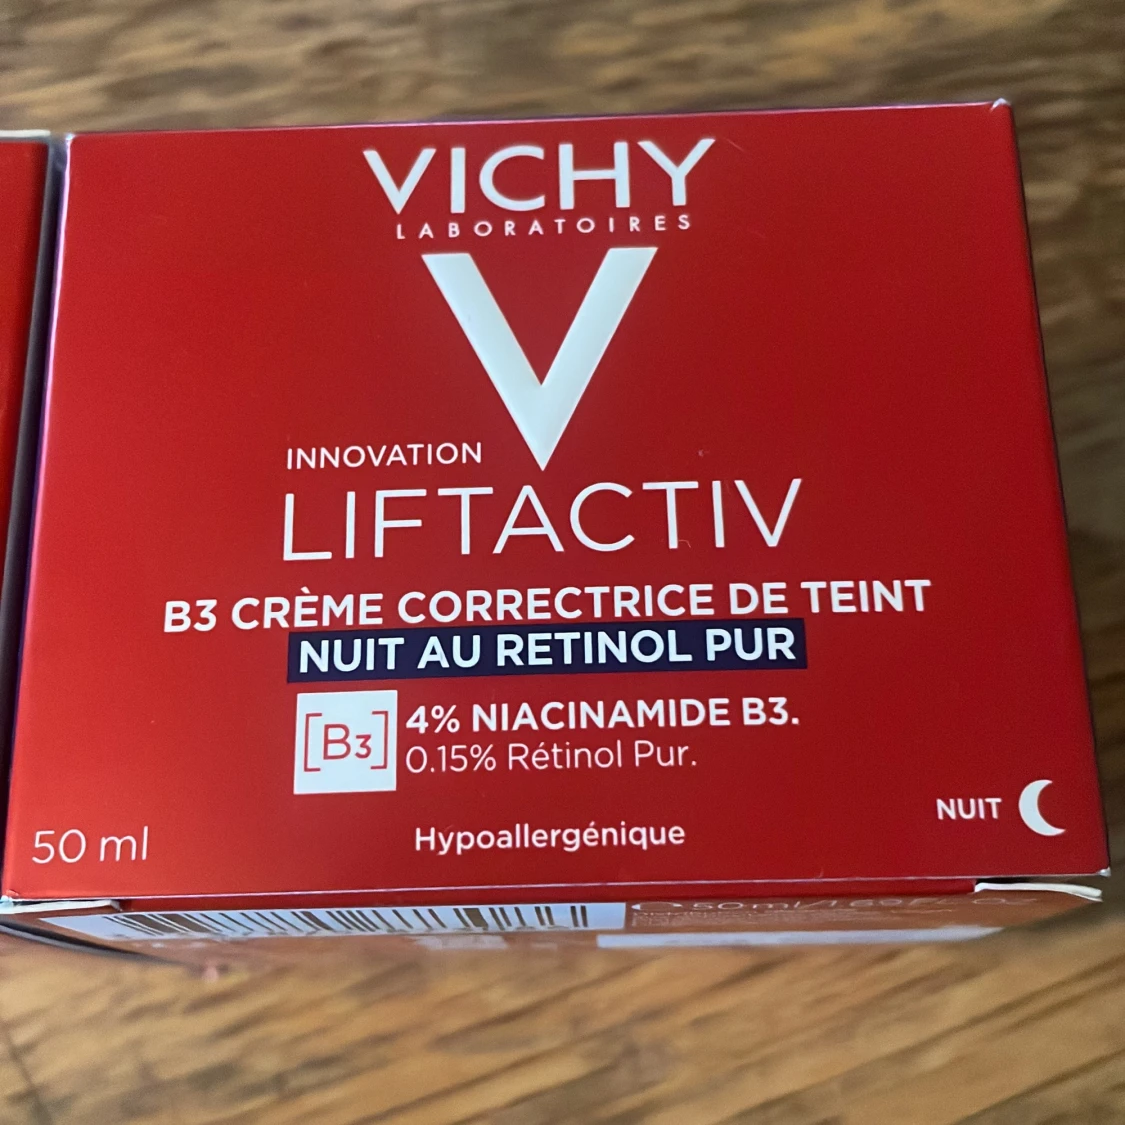 VICHY
LABORATOIRES
INNOVATION
LIFTACTIV
B3 CRÈME CORRECTRICE DE TEINT
NUIT AU RETINOL PUR
[B3] 4% NIACINAMIDE B3.
0.15% Rétinol Pur.
NUIT
50 ml
Hypoallergénique